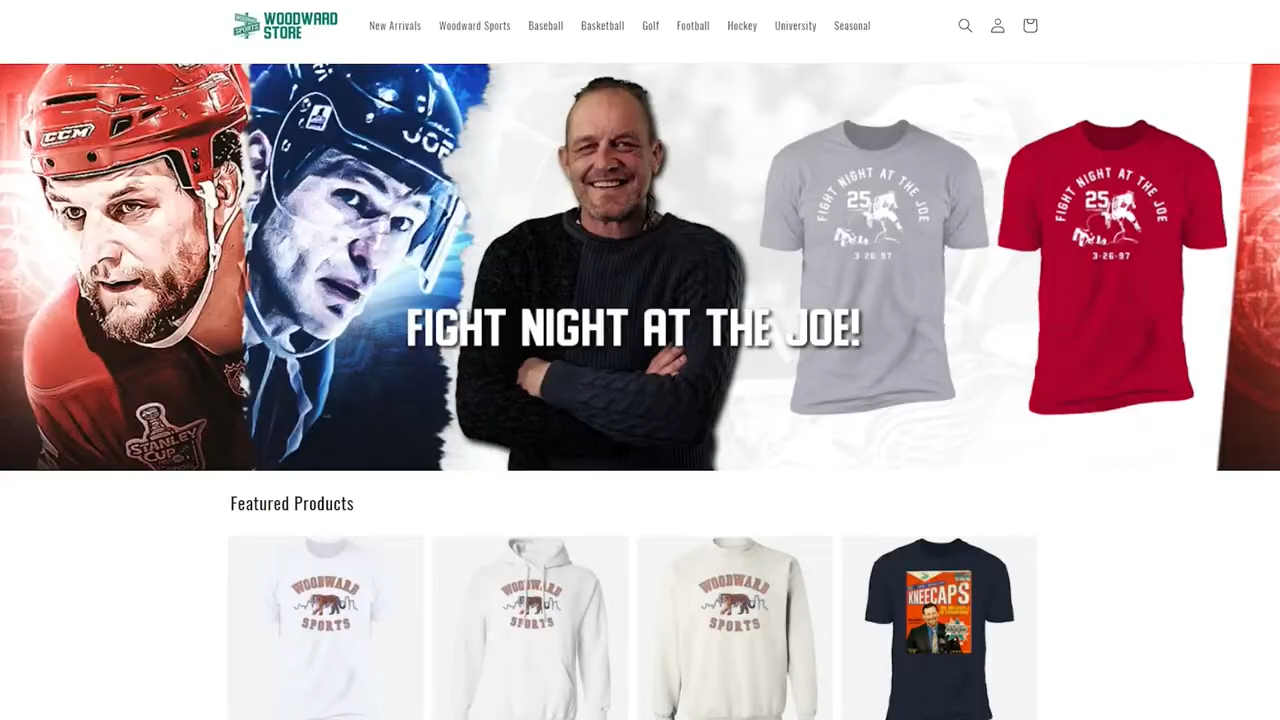 WOODWARD
STORE
SPORTS
New Arrivals
Woodward Sports
Baseball
Basketball
Golf
Football
Hockey
University
Seasonal
CCM
JOF
STANLEY
CUP
FIGHT NIGHT AT THE JOE
25
3-26-97
FIGHT NIGHT AT THE JOE
25
3-26-97
FIGHT NIGHT AT THE JOE!
Featured Products
WOODWARD
SPORTS
WOODWARD
SPORTS
WOODWARD
SPORTS
KNEECAPS